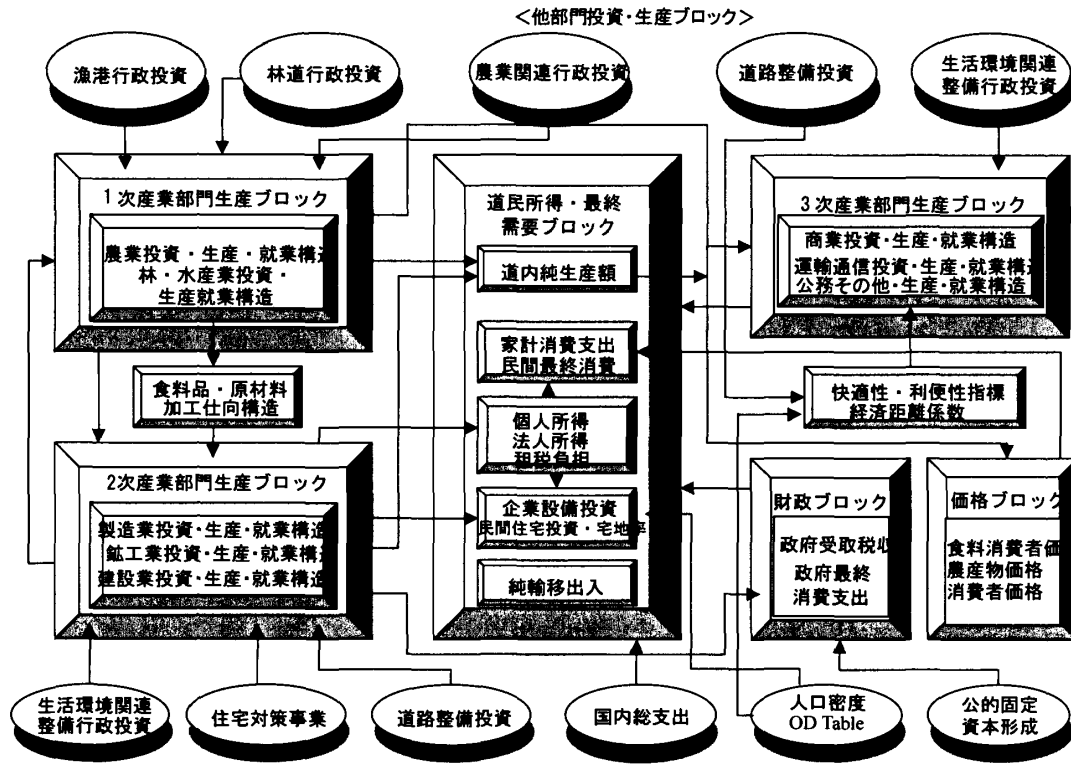 ＜他部門投資・生産ブロック＞
漁港行政投資
林道行政投資
農業関連行政投資
道路整備投資
生活環境関連
整備行政投資
1次産業部門生産ブロック
農業投資・生産・就業構造
林・水産業投資・
生産就業構造
食料品・原材料
加工仕向構造
2次産業部門生産ブロック
製造業投資・生産・就業構造
鉱工業投資・生産・就業構造
建設業投資・生産・就業構造
道民所得・最終
需要ブロック
道内純生産額
家計消費支出
民間最終消費
個人所得
法人所得
租税負担
企業設備投資
民間住宅投資・宅地率
純輸移出入
3次産業部門生産ブロック
商業投資・生産・就業構造
運輸通信投資・生産・就業構造
公務その他・生産・就業構造
快適性・利便性指標
経済距離係数
財政ブロック
政府受取税収
政府最終
消費支出
価格ブロック
食料消費者価
農産物価格
消費者価格
生活環境関連
整備行政投資
住宅対策事業
道路整備投資
国内総支出
人口密度
OD Table
公的固定
資本形成